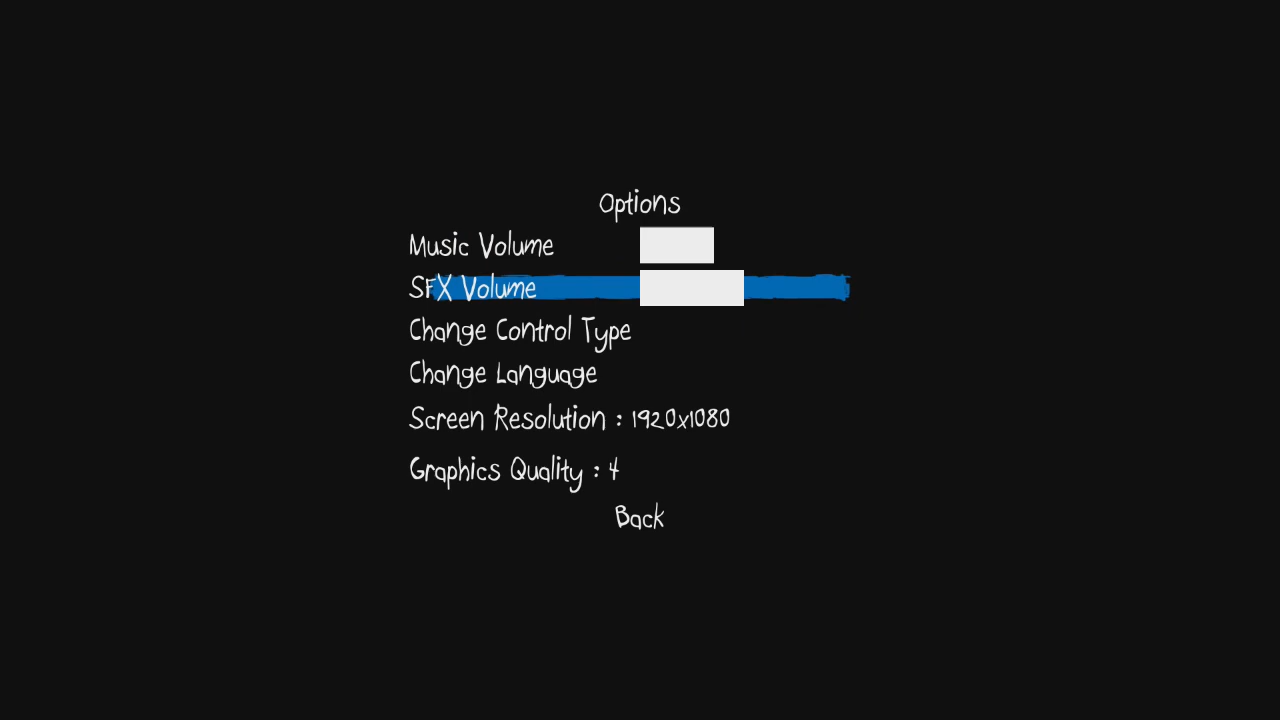 Options
Music Volume
SFX Volume
Change Control Type
Change Language
Screen Resolution : 1920x1080
Graphics Quality : 4
Back